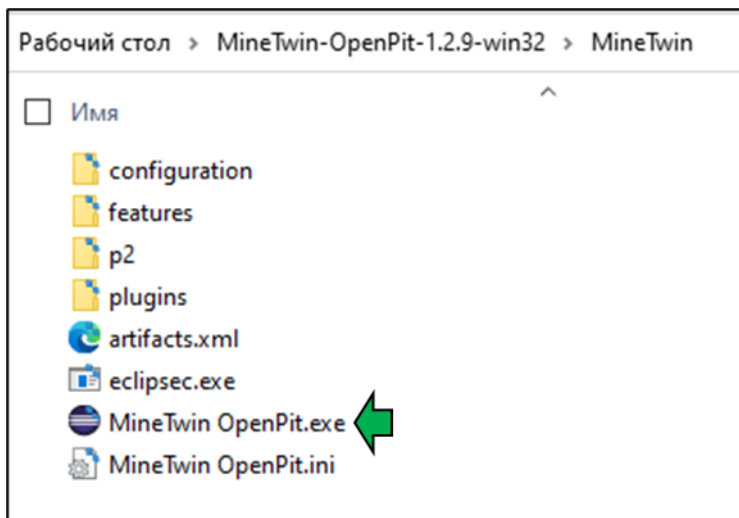 Рабочий стол > MineTwin-OpenPit-1.2.9-win32 > MineTwin
Имя
configuration
features
p2
plugins
artifacts.xml
eclipsec.exe
MineTwin OpenPit.exe
MineTwin OpenPit.ini